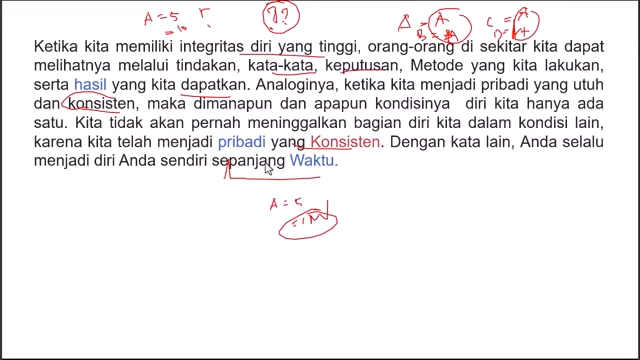 A = 5 r
= 10 ?
??
A = A C = A
B = A D = A
Ketika kita memiliki integritas diri yang tinggi, orang-orang di sekitar kita dapat
melihatnya melalui tindakan, kata-kata, keputusan, Metode yang kita lakukan,
serta hasil yang kita dapatkan. Analoginya, ketika kita menjadi pribadi yang utuh
dan konsisten, maka dimanapun dan apapun kondisinya diri kita hanya ada
satu. Kita tidak akan pernah meninggalkan bagian diri kita dalam kondisi lain,
karena kita telah menjadi pribadi yang Konsisten. Dengan kata lain, Anda selalu
menjadi diri Anda sendiri sepanjang Waktu.
A = 5
= 1M